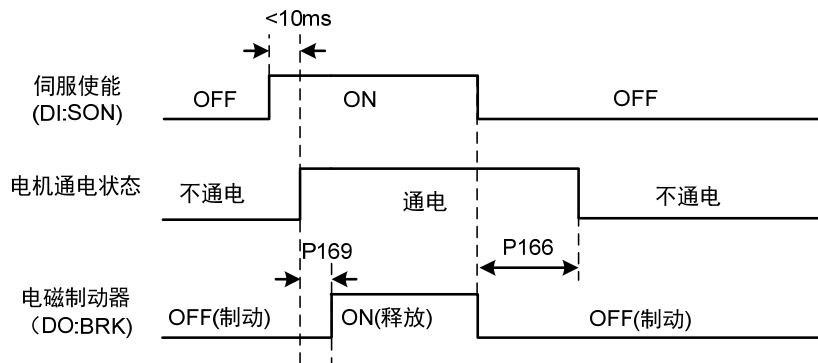 <10ms
伺服使能
(DI:SON)
OFF
ON
OFF
电机通电状态
不通电
通电
不通电
P169
P166
电磁制动器
（DO:BRK)
OFF(制动)
ON(释放)
OFF(制动)